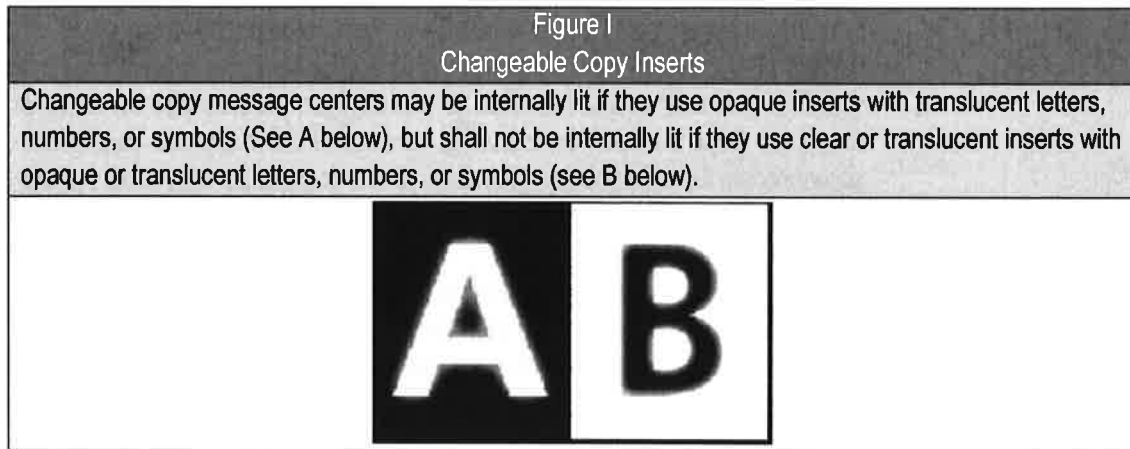 Figure I
Changeable Copy Inserts
Changeable copy message centers may be internally lit if they use opaque inserts with translucent letters,
numbers, or symbols (See A below), but shall not be internally lit if they use clear or translucent inserts with
opaque or translucent letters, numbers, or symbols (see B below).
A B